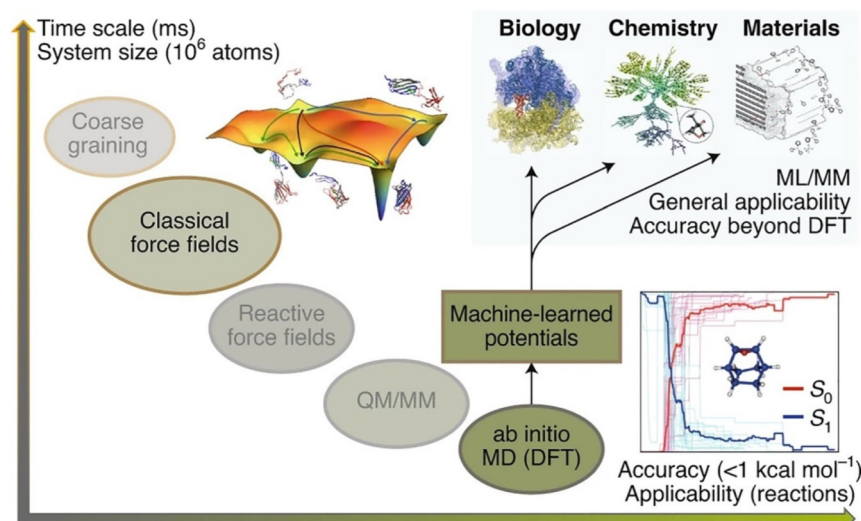 Time scale (ms)
System size (10⁶ atoms)
Biology
Chemistry
Materials
Coarse
graining
Classical
force fields
Reactive
force fields
QM/MM
ML/MM
General applicability
Accuracy beyond DFT
Machine-learned
potentials
ab initio
MD (DFT)
S₀
S₁
Accuracy (<1 kcal mol⁻¹)
Applicability (reactions)